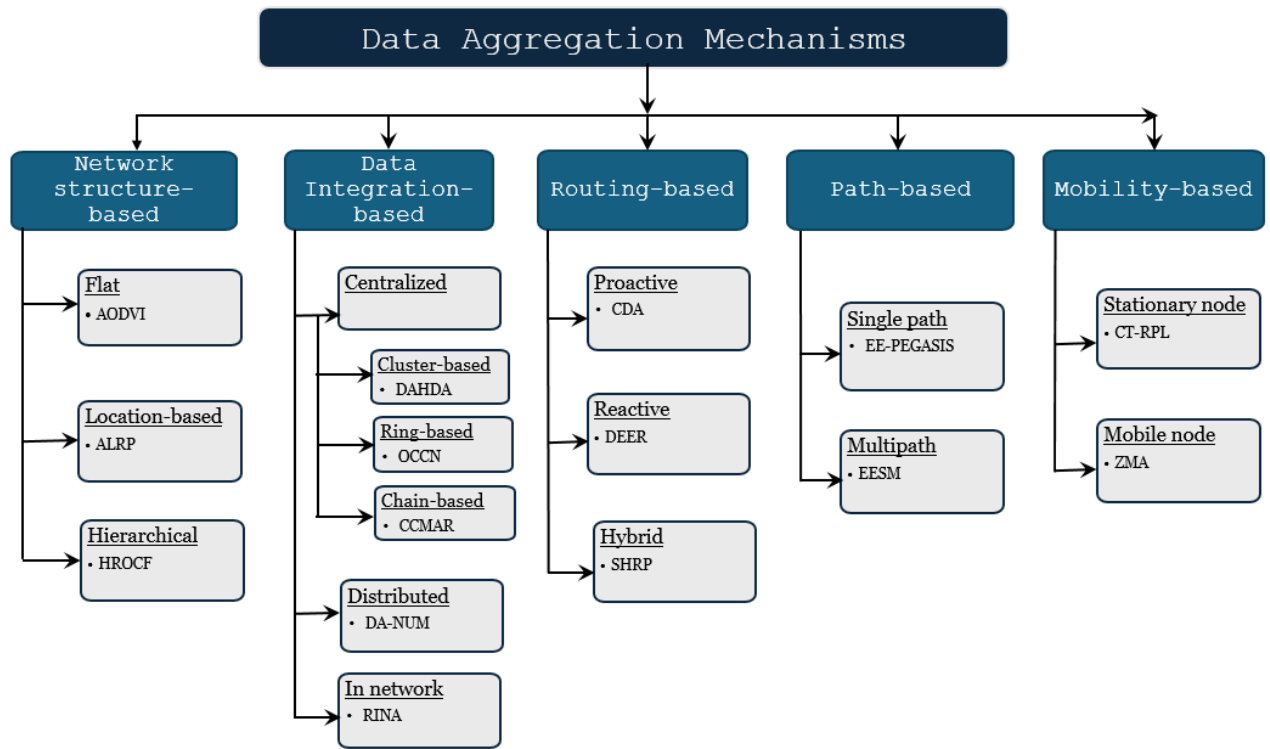 Data Aggregation Mechanisms
Network
structure-
based
Flat
• AODVI
Location-based
• ALRP
Hierarchical
• HROCF
Data
Integration-
based
Centralized
Cluster-based
• DAHDA
Ring-based
• OCCN
Chain-based
• CCMAR
Distributed
• DA-NUM
In network
• RINA
Routing-based
Proactive
• CDA
Reactive
• DEER
Hybrid
• SHRP
Path-based
Single path
• EE-PEGASIS
Multipath
• EESM
Mobility-based
Stationary node
• CT-RPL
Mobile node
• ZMA